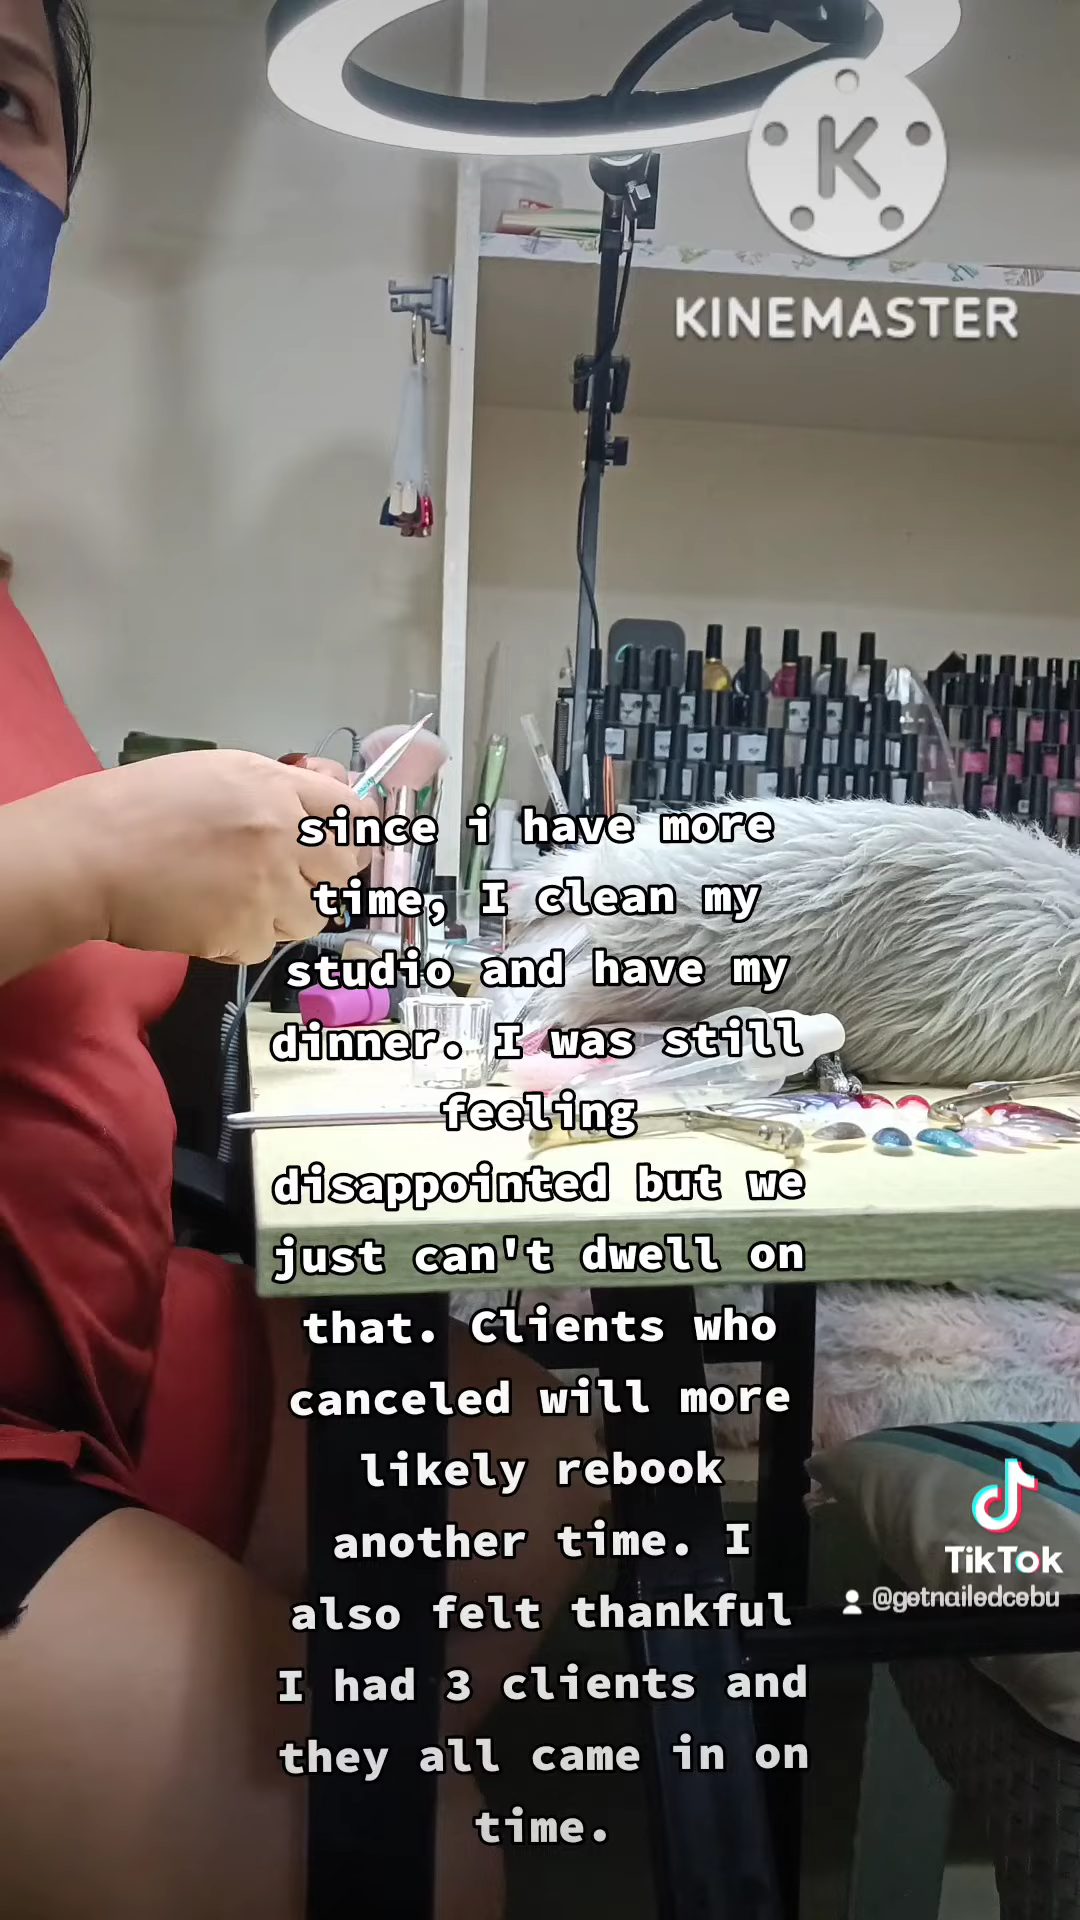 K
KINEMASTER
since i have more
time, I clean my
studio and have my
dinner. I was still
feeling
disappointed but we
just can't dwell on
that. Clients who
canceled will more
likely rebook
another time. I
also felt thankful
I had 3 clients and
they all came in on
time.
TikTok
@getnailedcebu